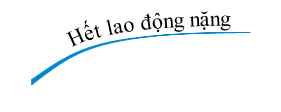 Hết lao động nặng